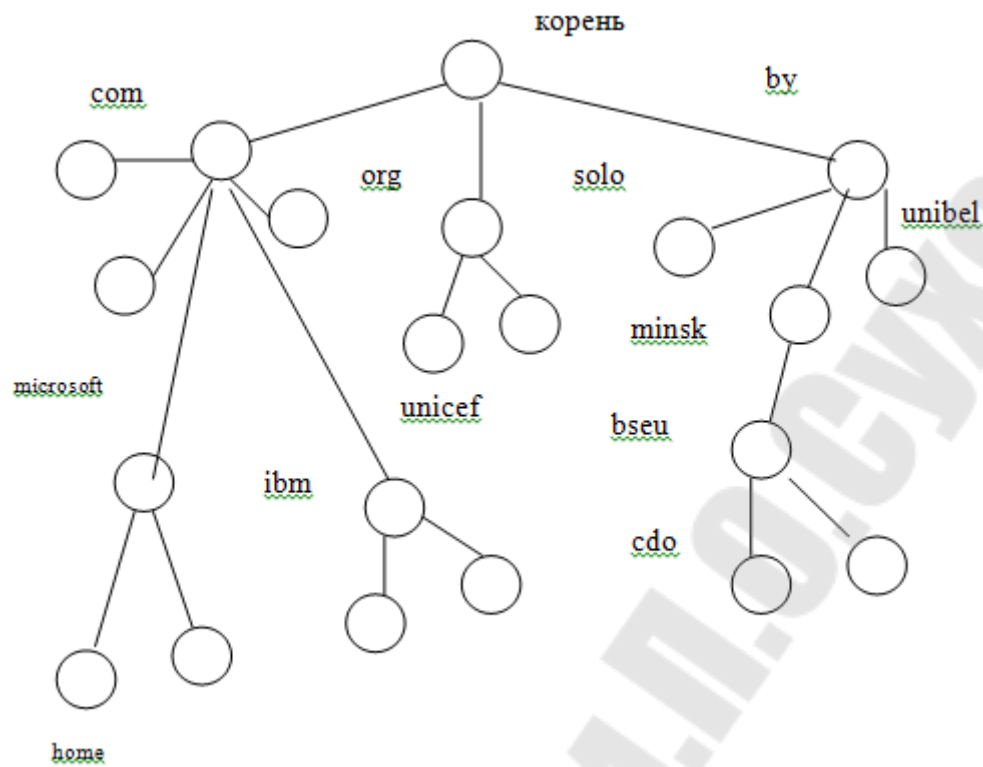 корень
com
by
org
solo
unibel
minsk
microsoft
unicef
bseu
ibm
cdo
home